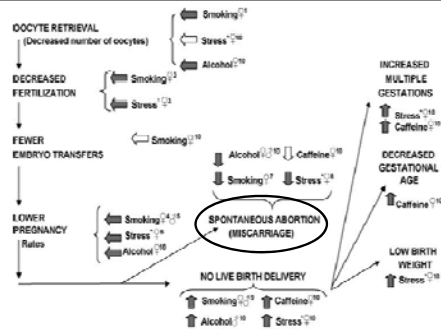 OOCYTE RETRIEVAL
(Decreased number of oocytes)
Smoking
Stress
Alcohol
DECREASED
FERTILIZATION
Smoking
Stress
FEWER
EMBRYO TRANSFERS
Smoking
LOWER
PREGNANCY
Rates
Smoking
Stress
Alcohol
Alcohol
Caffeine
Smoking
Stress
SPONTANEOUS ABORTION
(MISCARRIAGE)
NO LIVE BIRTH DELIVERY
Smoking
Caffeine
Alcohol
Stress
INCREASED
MULTIPLE
GESTATIONS
Stress
Caffeine
DECREASED
GESTATIONAL
AGE
Caffeine
LOW BIRTH
WEIGHT
Stress